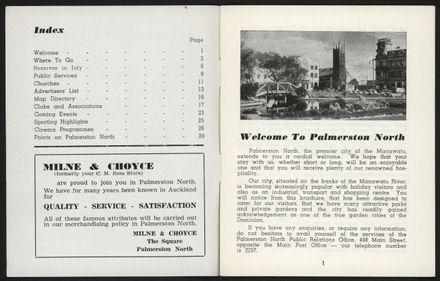 Index
Page
Welcome - - - - - - 1
Where To Go - - - - - - 2
Reserves in July - - - - - 6
Public Services - - - - - 8
Churches - - - - - - 11
Advertisers' List - - - - - 13
Map Directory - - - - - 16
Clubs and Associations - - - - 17
Coming Events - - - - - 23
Sporting Highlights - - - - - 25
Cinema Programmes - - - - 26
Points on Palmerston North - - - 29
MILNE & CHOYCE
(formerly your C. M. Ross Store)
are proud to join you in Palmerston North.
We have for many years been known in Auckland
for
QUALITY - SERVICE - SATISFACTION
All of these famous attributes will be carried out
in our merchandising policy in Palmerston North.
MILNE & CHOYCE
The Square
Palmerston North
Welcome To Palmerston North
Palmerston North, the premier city of the Manawatu,
extends to you a cordial welcome. We hope that your
stay with us, whether short or long, will be an enjoyable
one and that you will receive plenty of our renowned hos-
pitality.
Our city, situated on the banks of the Manawatu River
is becoming increasingly popular with holiday visitors and
also as an industrial, transport and shopping centre. You
will notice from this brochure, that has been designed to
cater for our visitors, that we have many attractive parks
and private gardens and the city has readily gained
acknowledgement as one of the true garden cities of the
Dominion.
If you have any enquiries, or require any information,
do not hesitate to avail yourself of the services of the
Palmerston North Public Relations Office, 448 Main Street,
opposite the Main Post Office — our telephone number
is 2257.
1